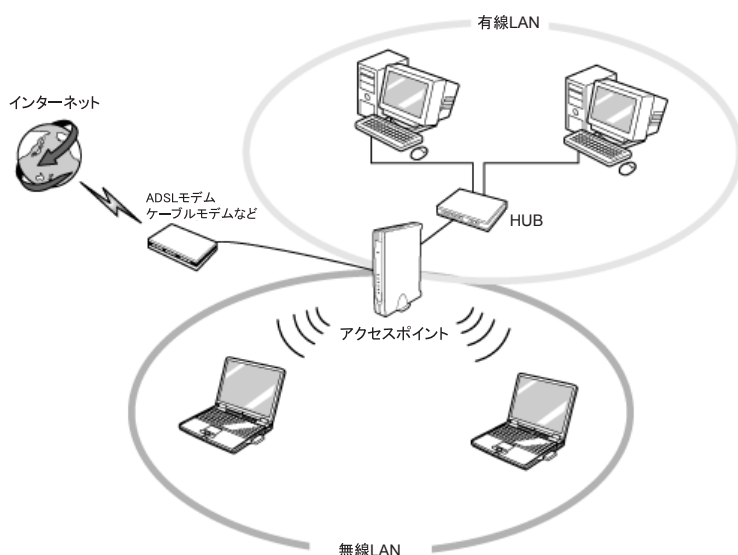 有線LAN
インターネット
ADSLモデム
ケーブルモデムなど
HUB
アクセスポイント
無線LAN